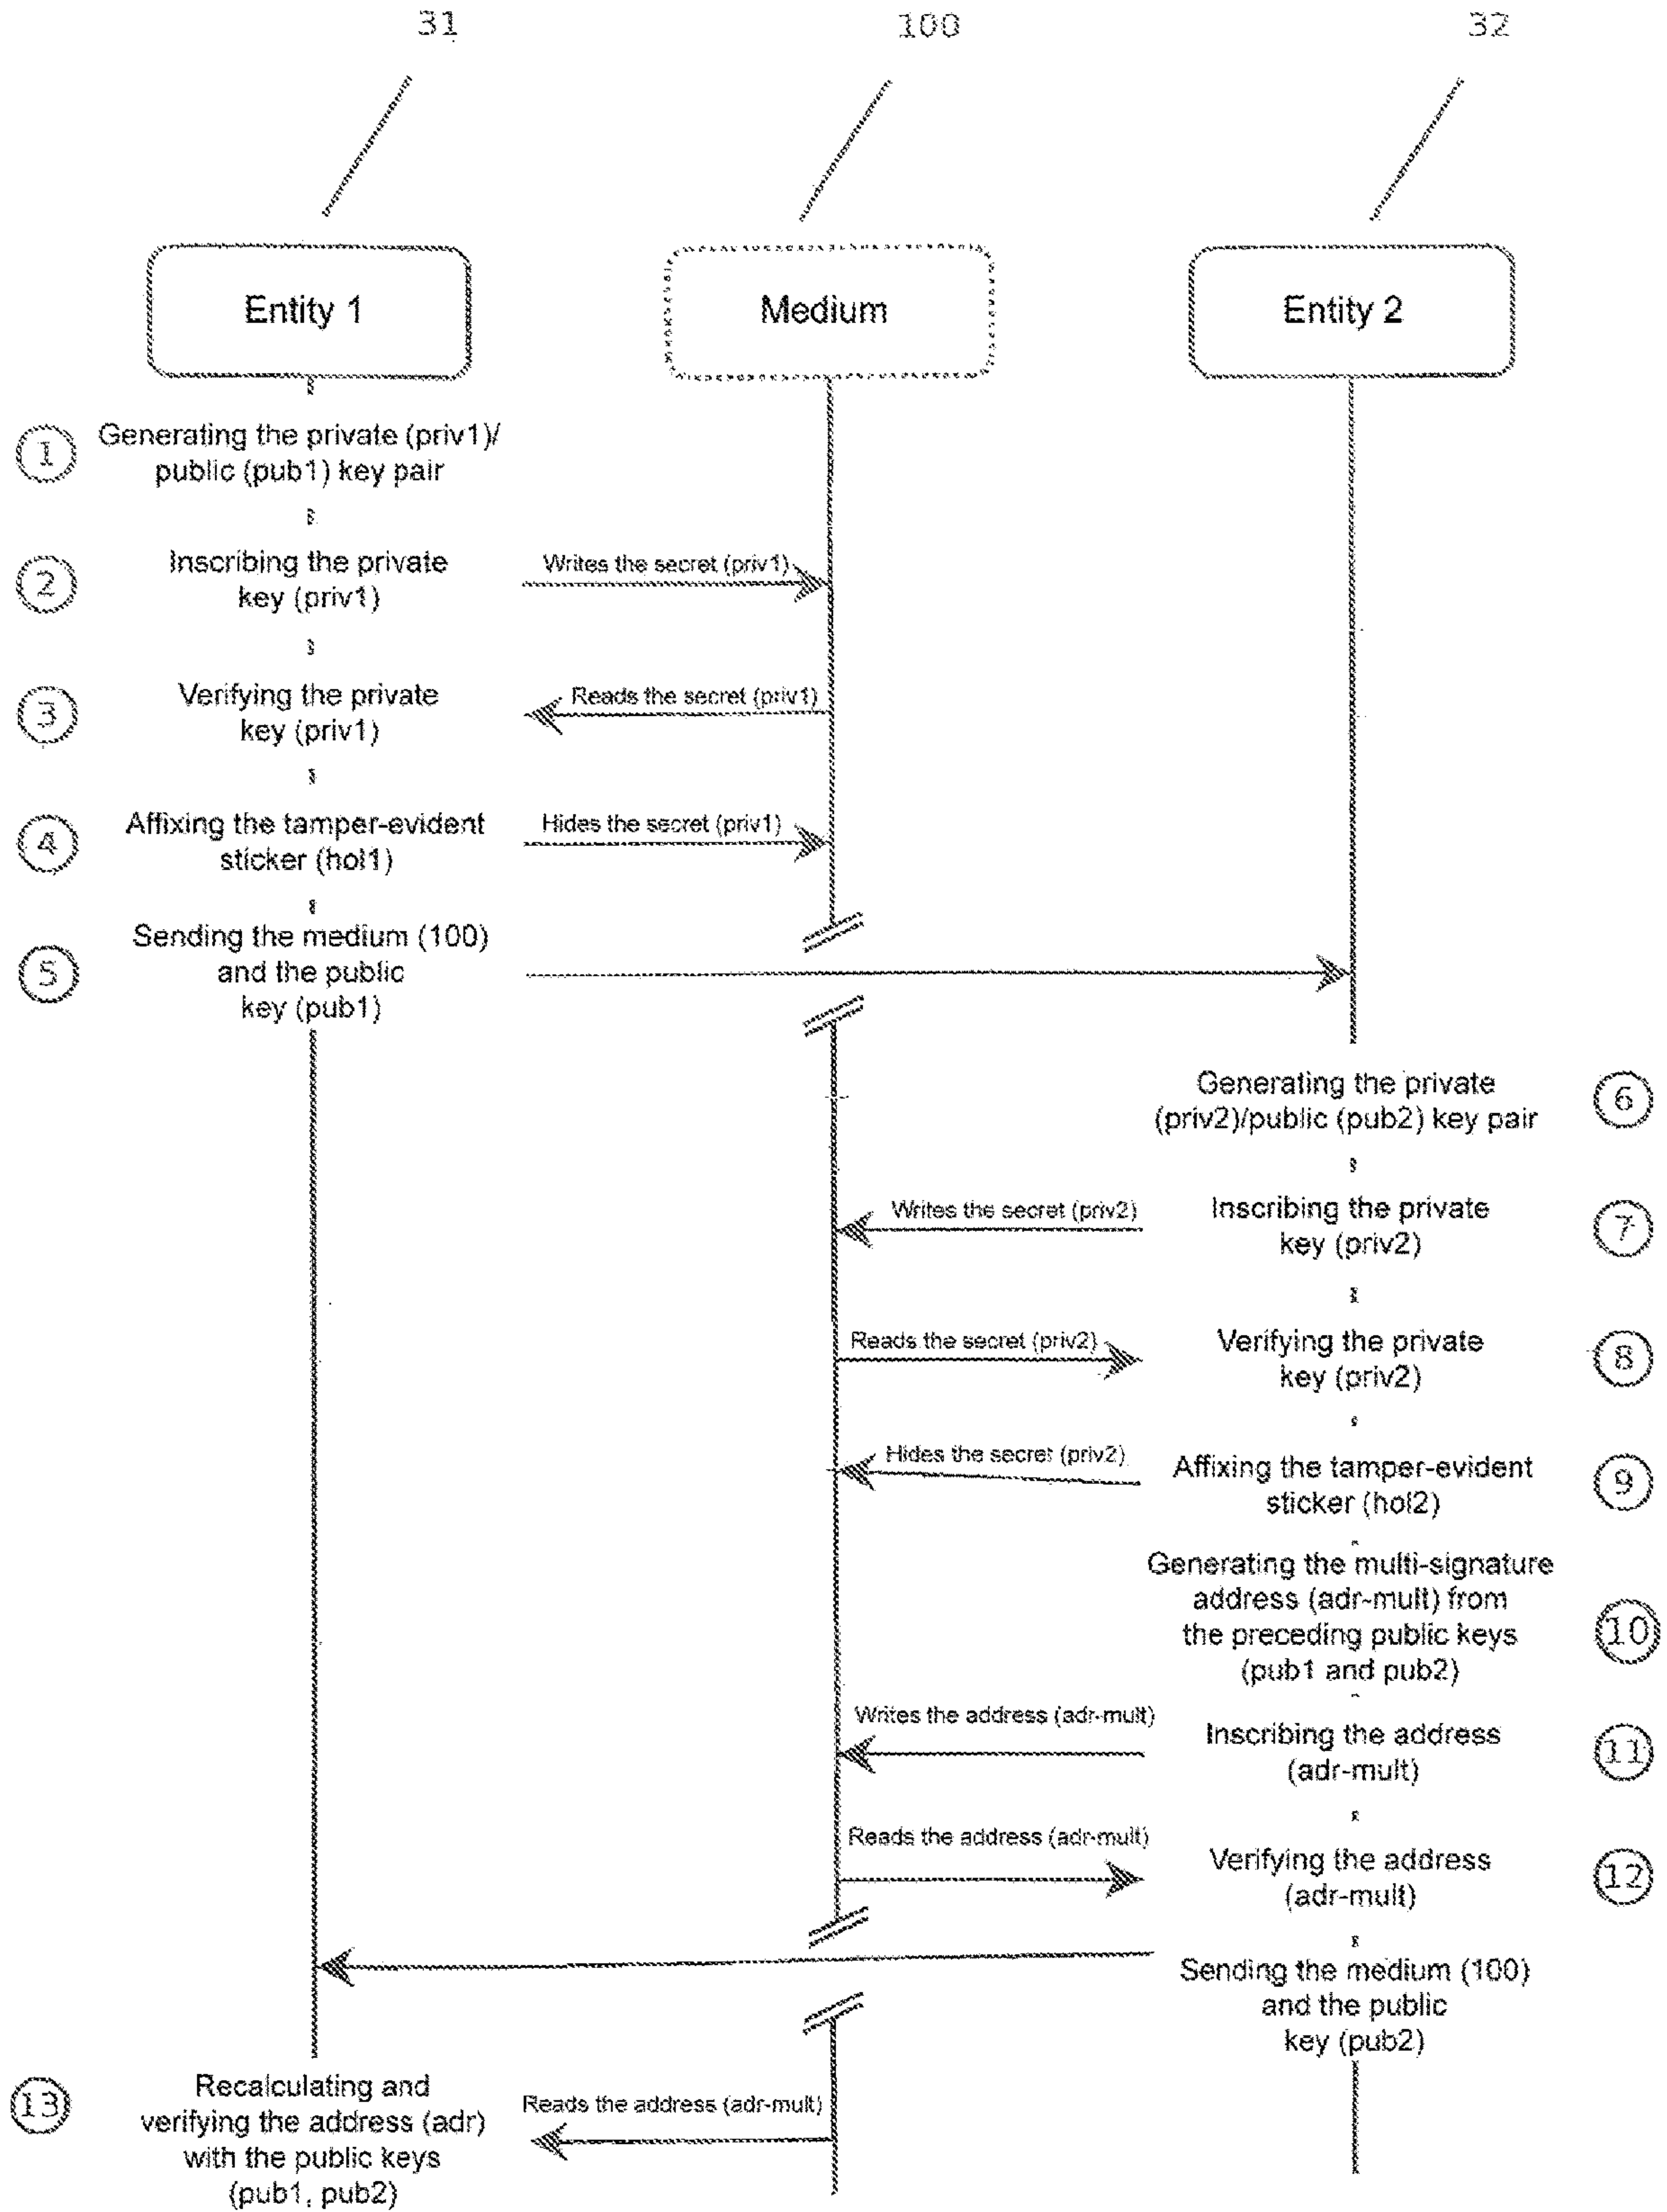 31
100
32
Entity 1
Medium
Entity 2
1
Generating the private (priv1)/
public (pub1) key pair
2
Inscribing the private
key (priv1)
Writes the secret (priv1)
3
Verifying the private
key (priv1)
Reads the secret (priv1)
4
Affixing the tamper-evident
sticker (hol1)
Hides the secret (priv1)
5
Sending the medium (100)
and the public
key (pub1)
Generating the private
(priv2)/public (pub2) key pair
6
Writes the secret (priv2)
Inscribing the private
key (priv2)
7
Reads the secret (priv2)
Verifying the private
key (priv2)
8
Hides the secret (priv2)
Affixing the tamper-evident
sticker (hol2)
9
Generating the multi-signature
address (adr-mult) from
the preceding public keys
(pub1 and pub2)
10
Writes the address (adr-mult)
Inscribing the address
(adr-mult)
11
Reads the address (adr-mult)
Verifying the address
(adr-mult)
12
Sending the medium (100)
and the public
key (pub2)
13
Recalculating and
verifying the address (adr)
with the public keys
(pub1, pub2)
Reads the address (adr-mult)